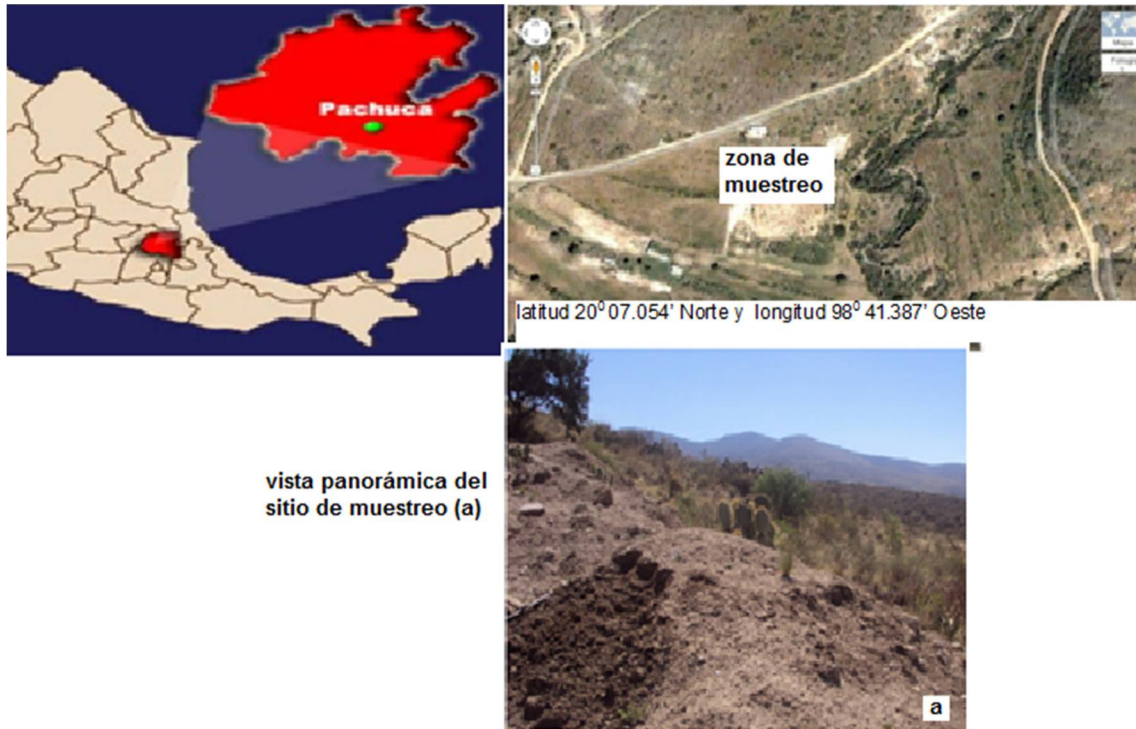 Pachuca
zona de
muestreo
Mapa
latitud 20⁰ 07.054' Norte y longitud 98⁰ 41.387' Oeste
vista panorámica del
sitio de muestreo (a)
a